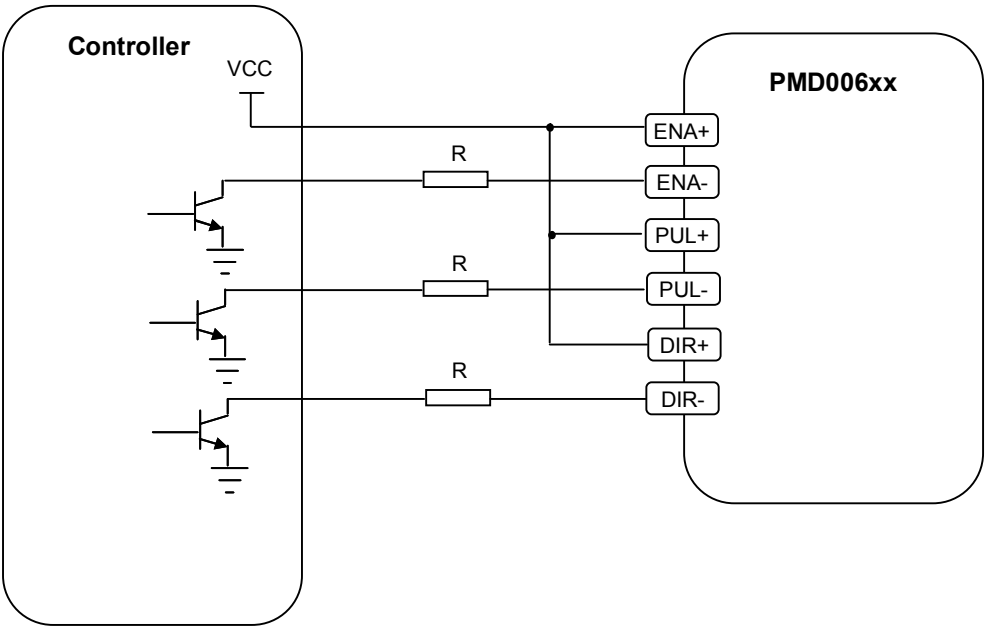 Controller
PMD006xx
VCC
ENA+
R
ENA-
PUL+
R
PUL-
DIR+
R
DIR-